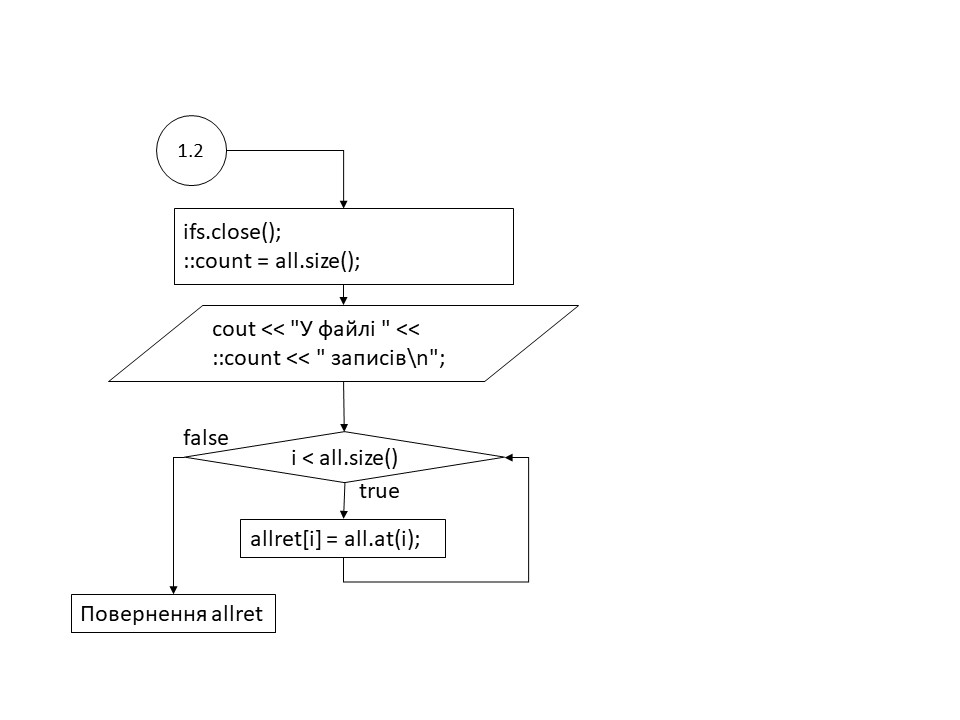 1.2
ifs.close();
::count = all.size();
cout << "У файлі " <<
::count << " записів\n";
false
i < all.size()
true
allret[i] = all.at(i);
Повернення allret